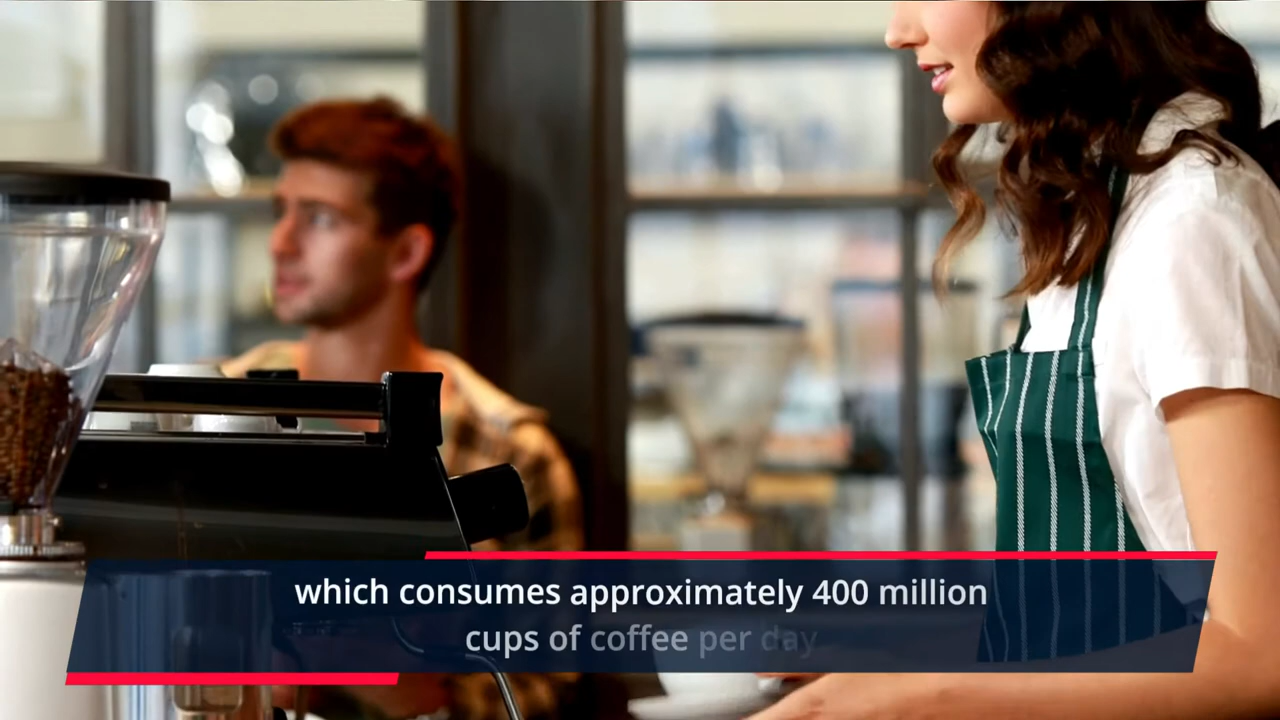 which consumes approximately 400 million
cups of coffee per day